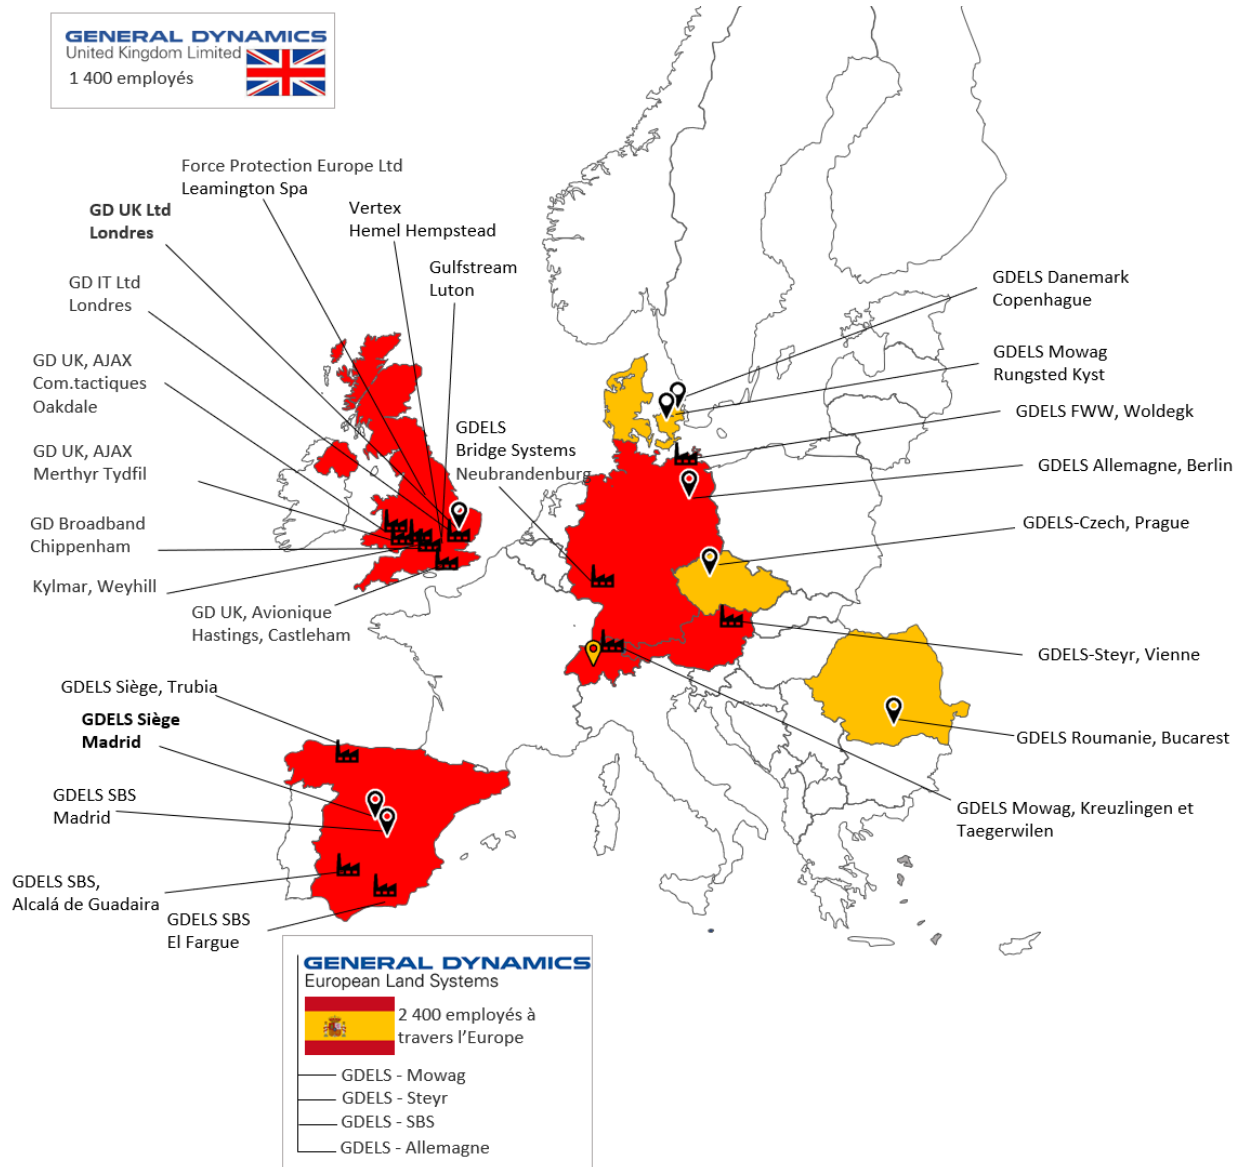 GENERAL DYNAMICS
United Kingdom Limited
1 400 employés
Force Protection Europe Ltd
Leamington Spa
GD UK Ltd
Londres
Vertex
Hemel Hempstead
GD IT Ltd
Londres
Gulfstream
Luton
GD UK, AJAX
Com.tactiques
Oakdale
GD UK, AJAX
Merthyr Tydfil
GD Broadband
Chippenham
Kylmar, Weyhill
GD UK, Avionique
Hastings, Castleham
GDELS
Bridge Systems
Neubrandenburg
GDELS Danemark
Copenhague
GDELS Mowag
Rungsted Kyst
GDELS FWW, Woldegk
GDELS Allemagne, Berlin
GDELS-Czech, Prague
GDELS-Steyr, Vienne
GDELS Roumanie, Bucarest
GDELS Mowag, Kreuzlingen et
Taegerwilen
GDELS Siège, Trubia
GDELS Siège
Madrid
GDELS SBS
Madrid
GDELS SBS,
Alcalá de Guadaira
GDELS SBS
El Fargue
GENERAL DYNAMICS
European Land Systems
2 400 employés à
travers l'Europe
GDELS - Mowag
GDELS - Steyr
GDELS - SBS
GDELS - Allemagne